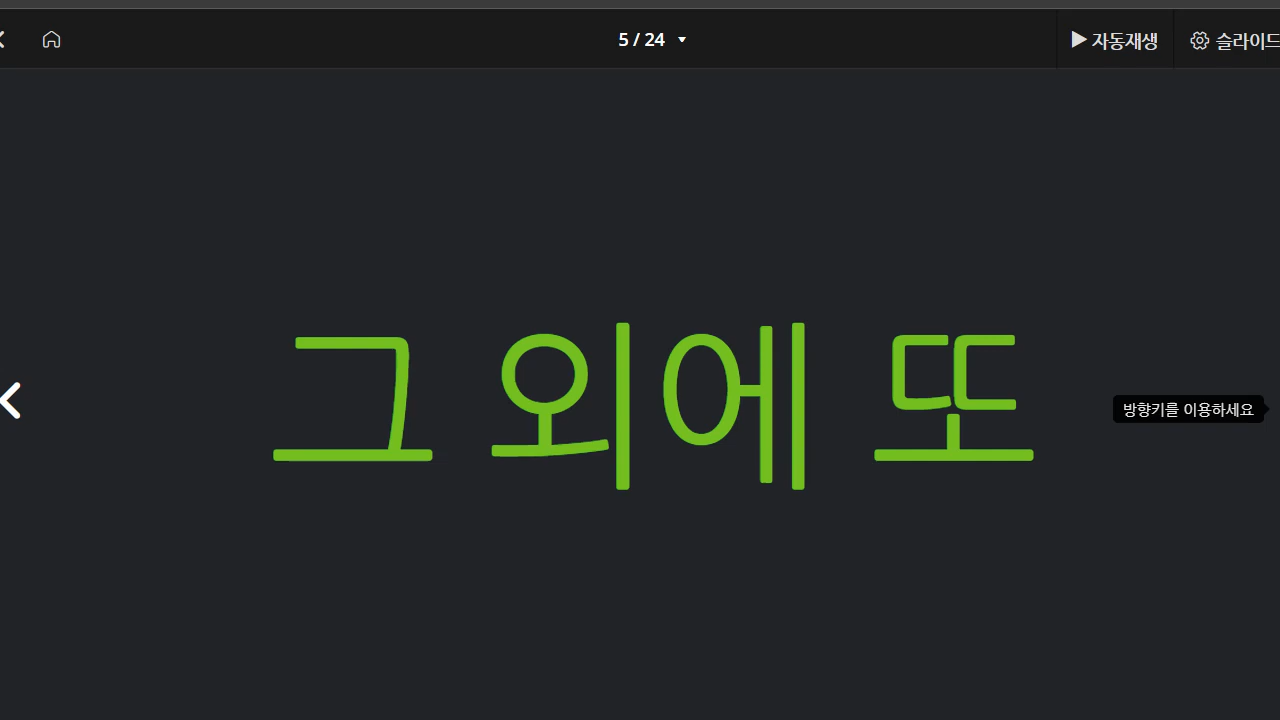 5 / 24
자동재생
슬라이드
그 외에 또
방향키를 이용하세요